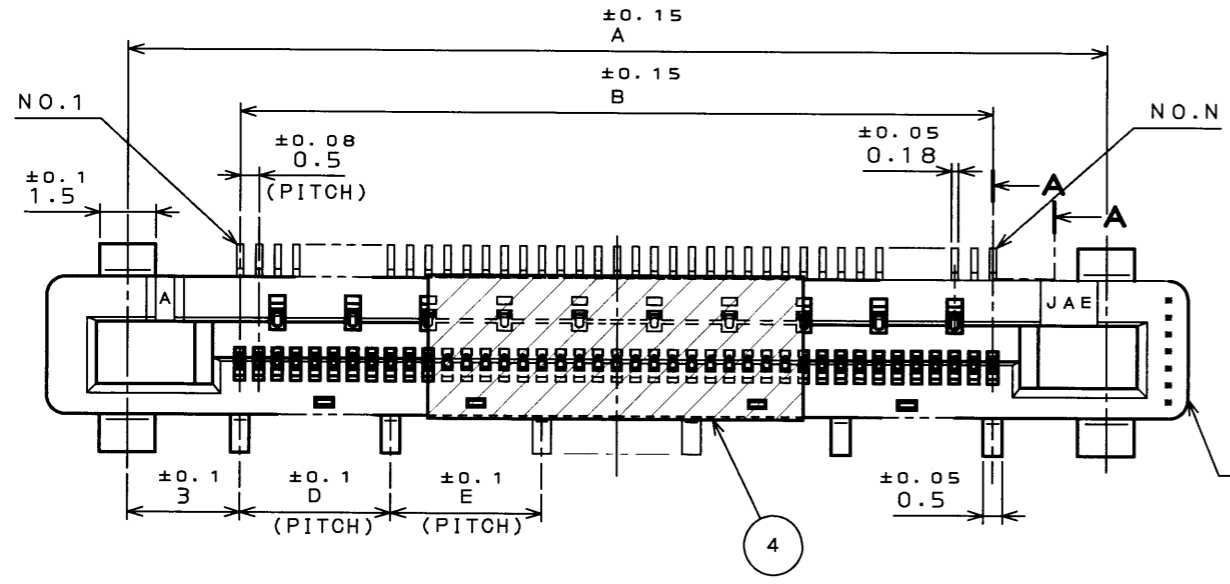 ±0.15
A
±0.15
B
NO.1
NO.N
±0.08
0.5
(PITCH)
±0.05
0.18
±0.1
1.5
A
A
A
JAE
±0.1
3
±0.1
D
(PITCH)
±0.1
E
(PITCH)
±0.05
0.5
4